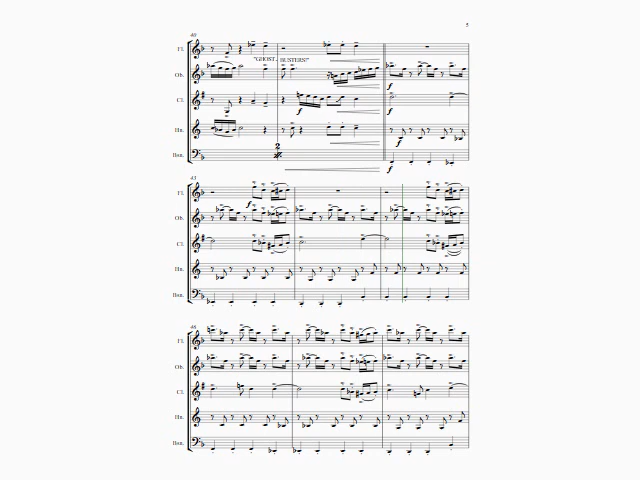 5
40
Fl.
"GHOST - BUSTERS!"
Ob.
Cl.
f
f
f
Hn.
f
2
Bsn.
43
Fl.
f
Ob.
Cl.
Hn.
Bsn.
46
Fl.
Ob.
Cl.
Hn.
Bsn.